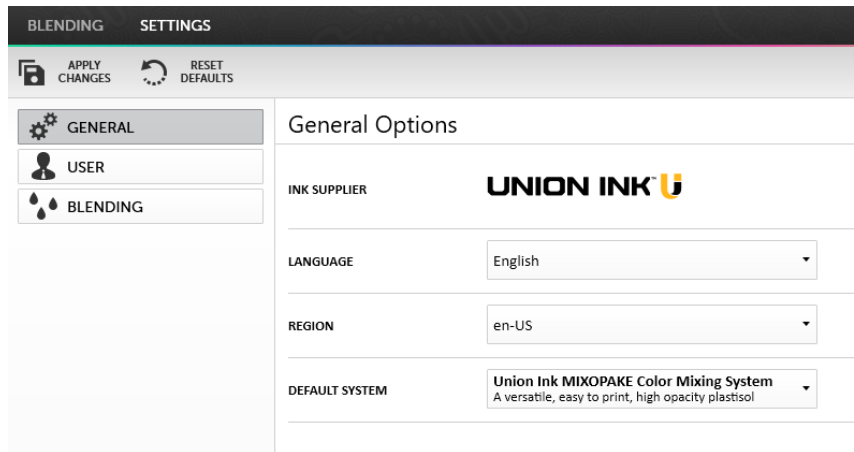 BLENDING SETTINGS
APPLY
CHANGES
RESET
DEFAULTS
GENERAL
USER
BLENDING
General Options
INK SUPPLIER
UNION INK™
LANGUAGE
English
REGION
en-US
DEFAULT SYSTEM
Union Ink MIXOPAKE Color Mixing System
A versatile, easy to print, high opacity plastisol